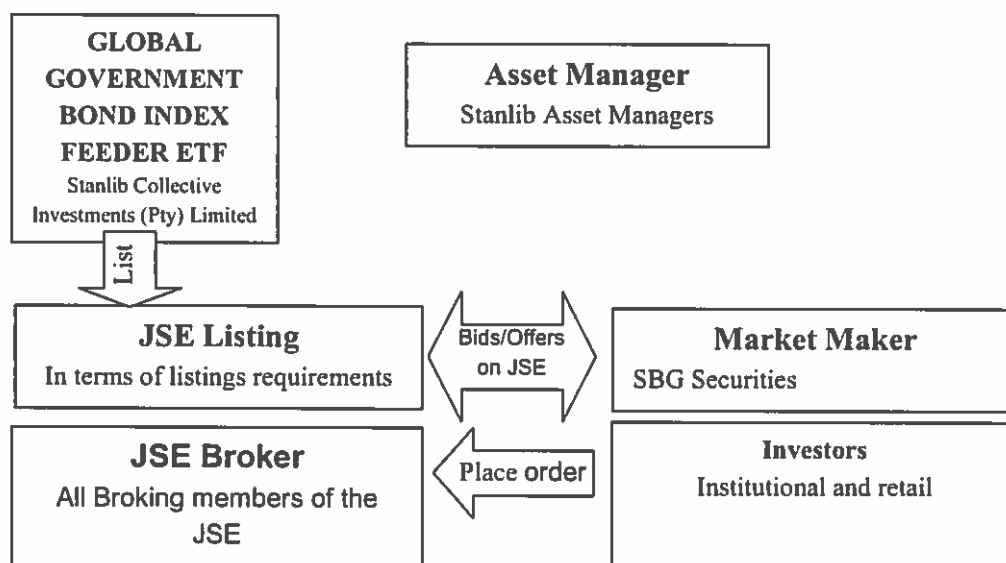 GLOBAL
GOVERNMENT
BOND INDEX
FEEDER ETF
Stanlib Collective
Investments (Pty) Limited
Asset Manager
Stanlib Asset Managers
List
JSE Listing
In terms of listings requirements
Bids/Offers
on JSE
Market Maker
SBG Securities
JSE Broker
All Broking members of the
JSE
Place order
Investors
Institutional and retail